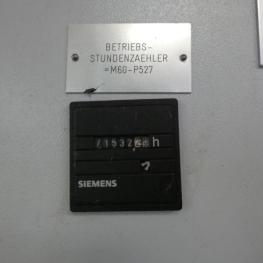 BETRIEBS-
STUNDENZAEHLER
=M60-P527
h
SIEMENS